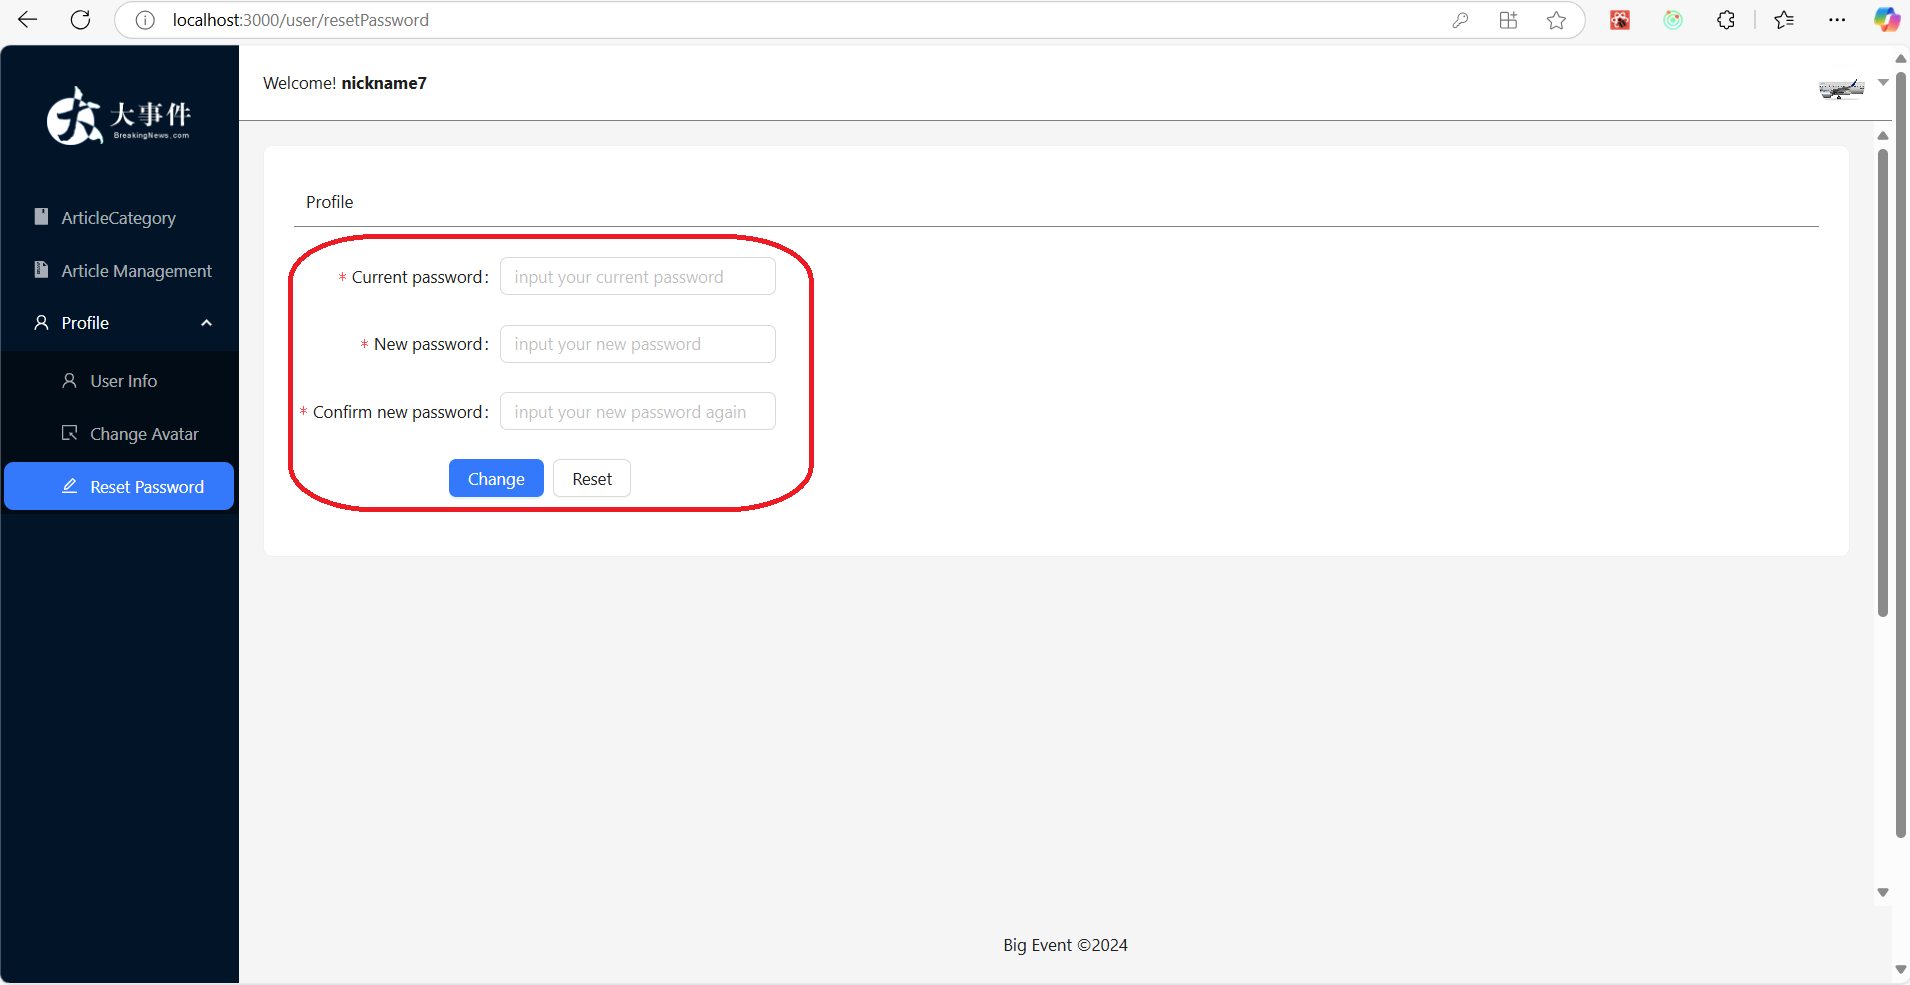 localhost:3000/user/resetPassword
大事件
BreakingNews.com
ArticleCategory
Article Management
Profile
User Info
Change Avatar
Reset Password
Welcome! nickname7
Profile
* Current password: input your current password
* New password: input your new password
* Confirm new password: input your new password again
Change Reset
Big Event ©2024